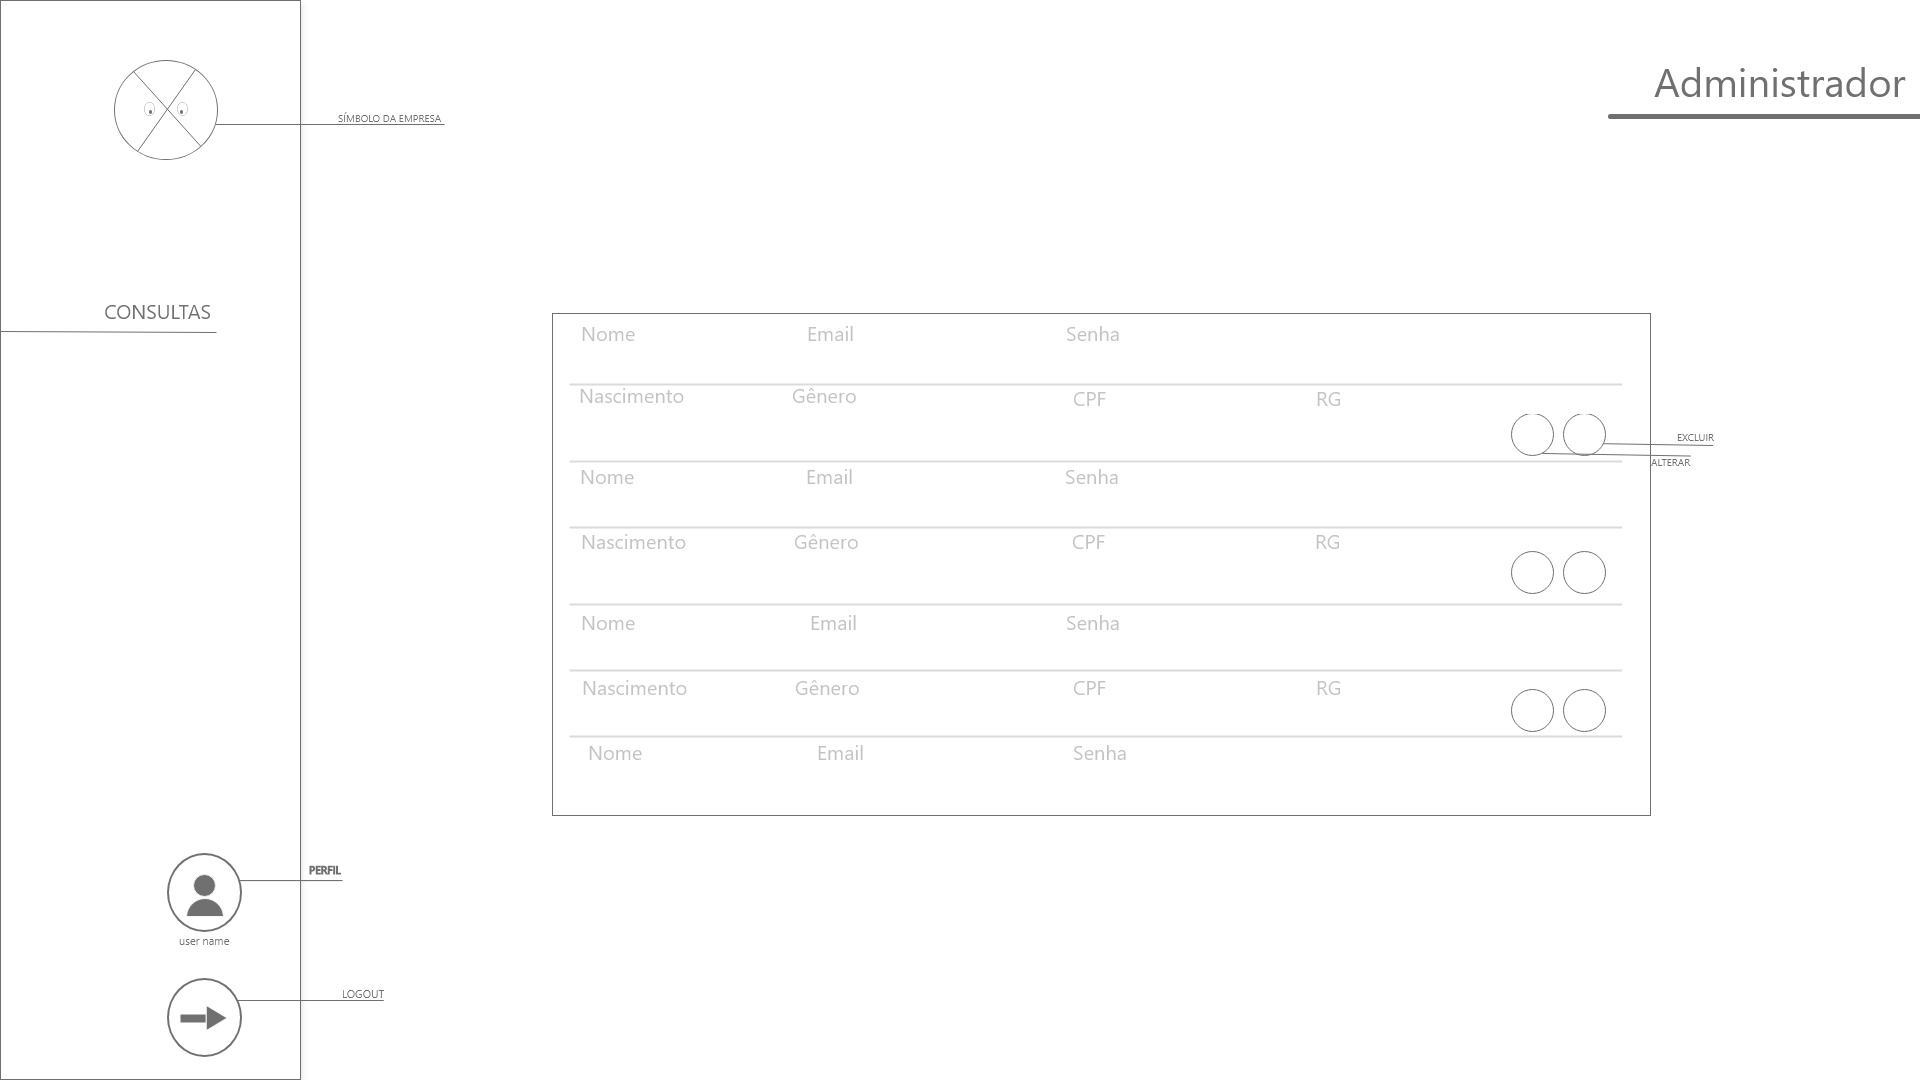 Administrador
SÍMBOLO DA EMPRESA
CONSULTAS
Nome Email Senha
Nascimento Gênero CPF RG
EXCLUIR
ALTERAR
Nome Email Senha
Nascimento Gênero CPF RG
Nome Email Senha
Nascimento Gênero CPF RG
Nome Email Senha
PERFIL
user name
LOGOUT